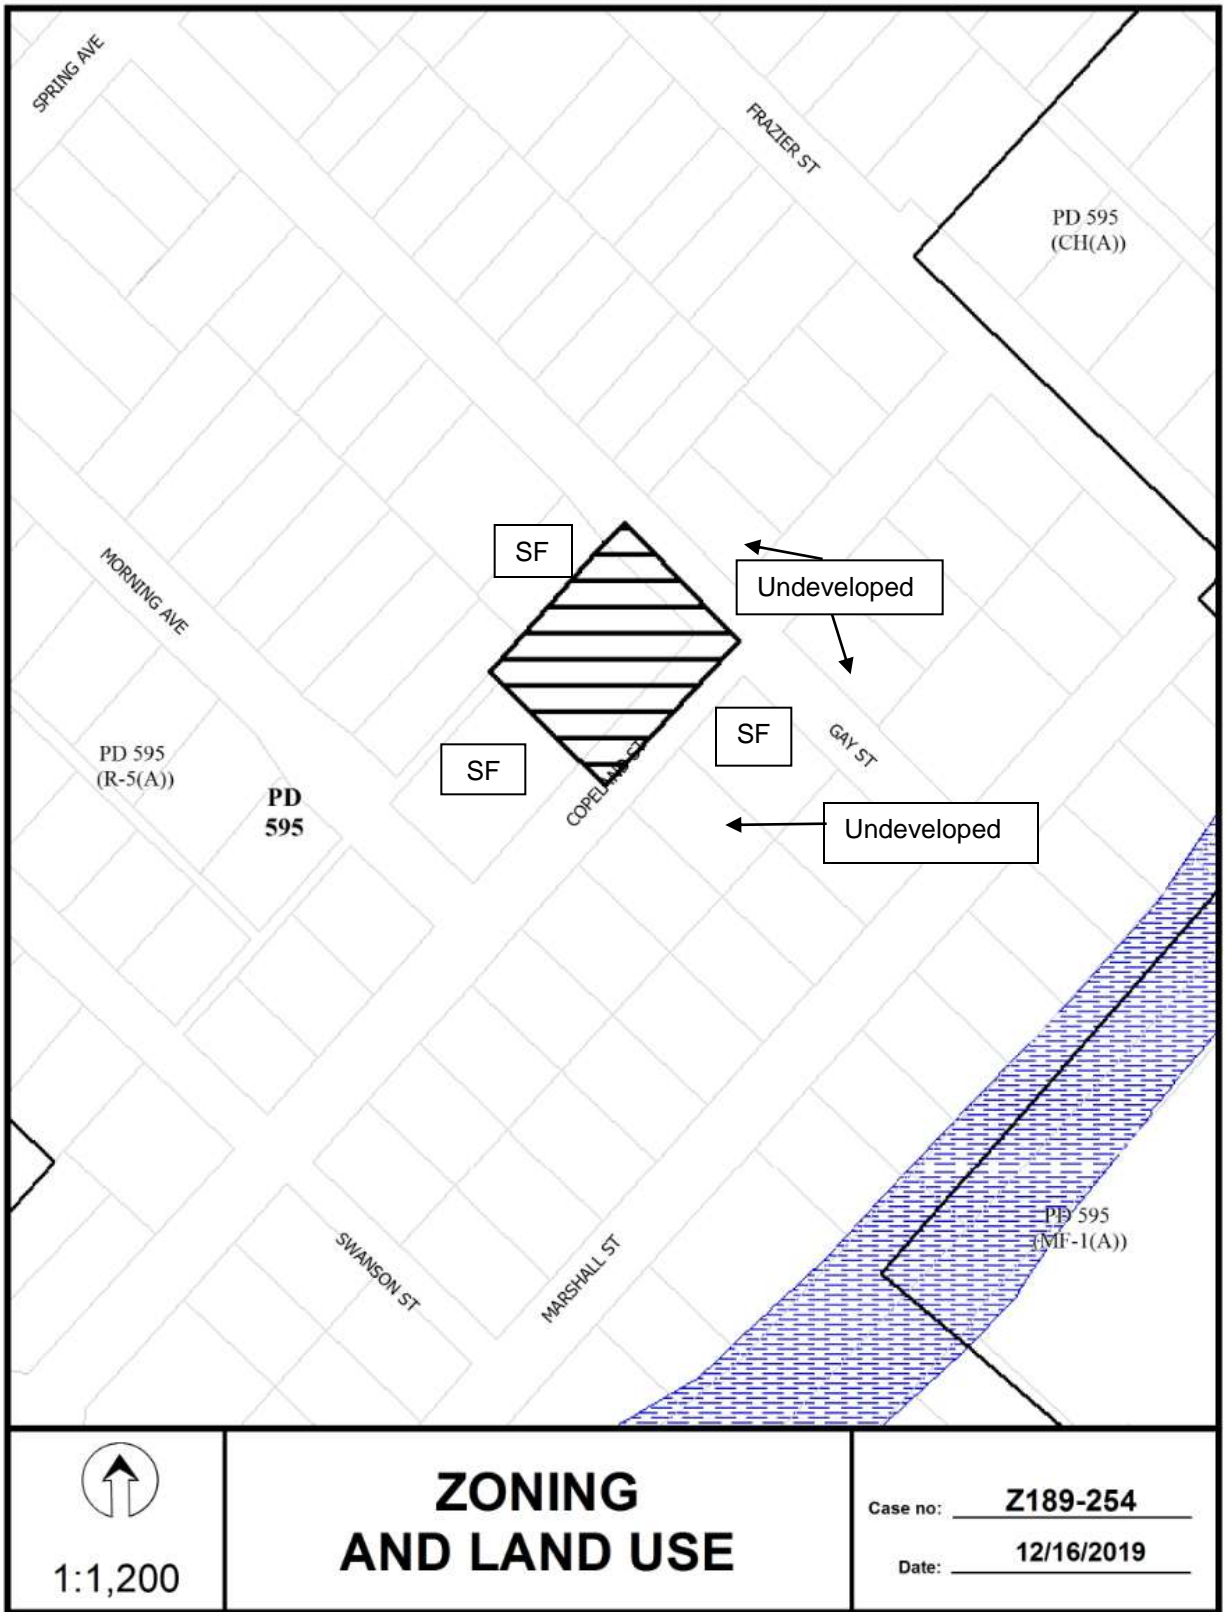 SPRING AVE
FRAZIER ST
PD 595
(CH(A))
SF
MORNING AVE
Undeveloped
SF
GAY ST
PD 595
(R-5(A))
SF
PD
595
COPELAND ST
Undeveloped
PD 595
(MF-1(A))
SWANSON ST
MARSHALL ST
1:1,200
ZONING
AND LAND USE
Case no: Z189-254
Date: 12/16/2019